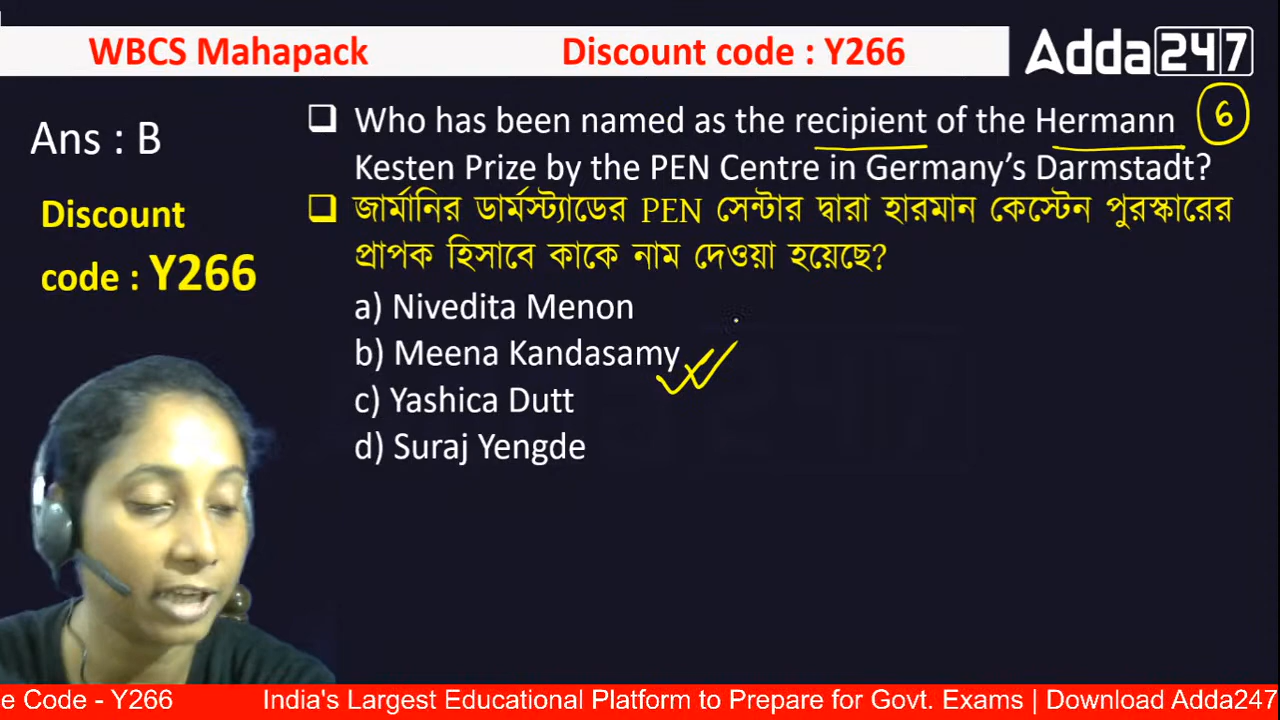 WBCS Mahapack
Discount code : Y266
Adda247
Ans : B
Discount
code : Y266
Who has been named as the recipient of the Hermann
6
Kesten Prize by the PEN Centre in Germany's Darmstadt?
জার্মানির ডার্মস্ট্যাডের PEN সেন্টার দ্বারা হারমান কেস্টেন পুরস্কারের
প্রাপক হিসাবে কাকে নাম দেওয়া হয়েছে?
a) Nivedita Menon
b) Meena Kandasamy
c) Yashica Dutt
d) Suraj Yengde
e Code - Y266
India's Largest Educational Platform to Prepare for Govt. Exams | Download Adda247